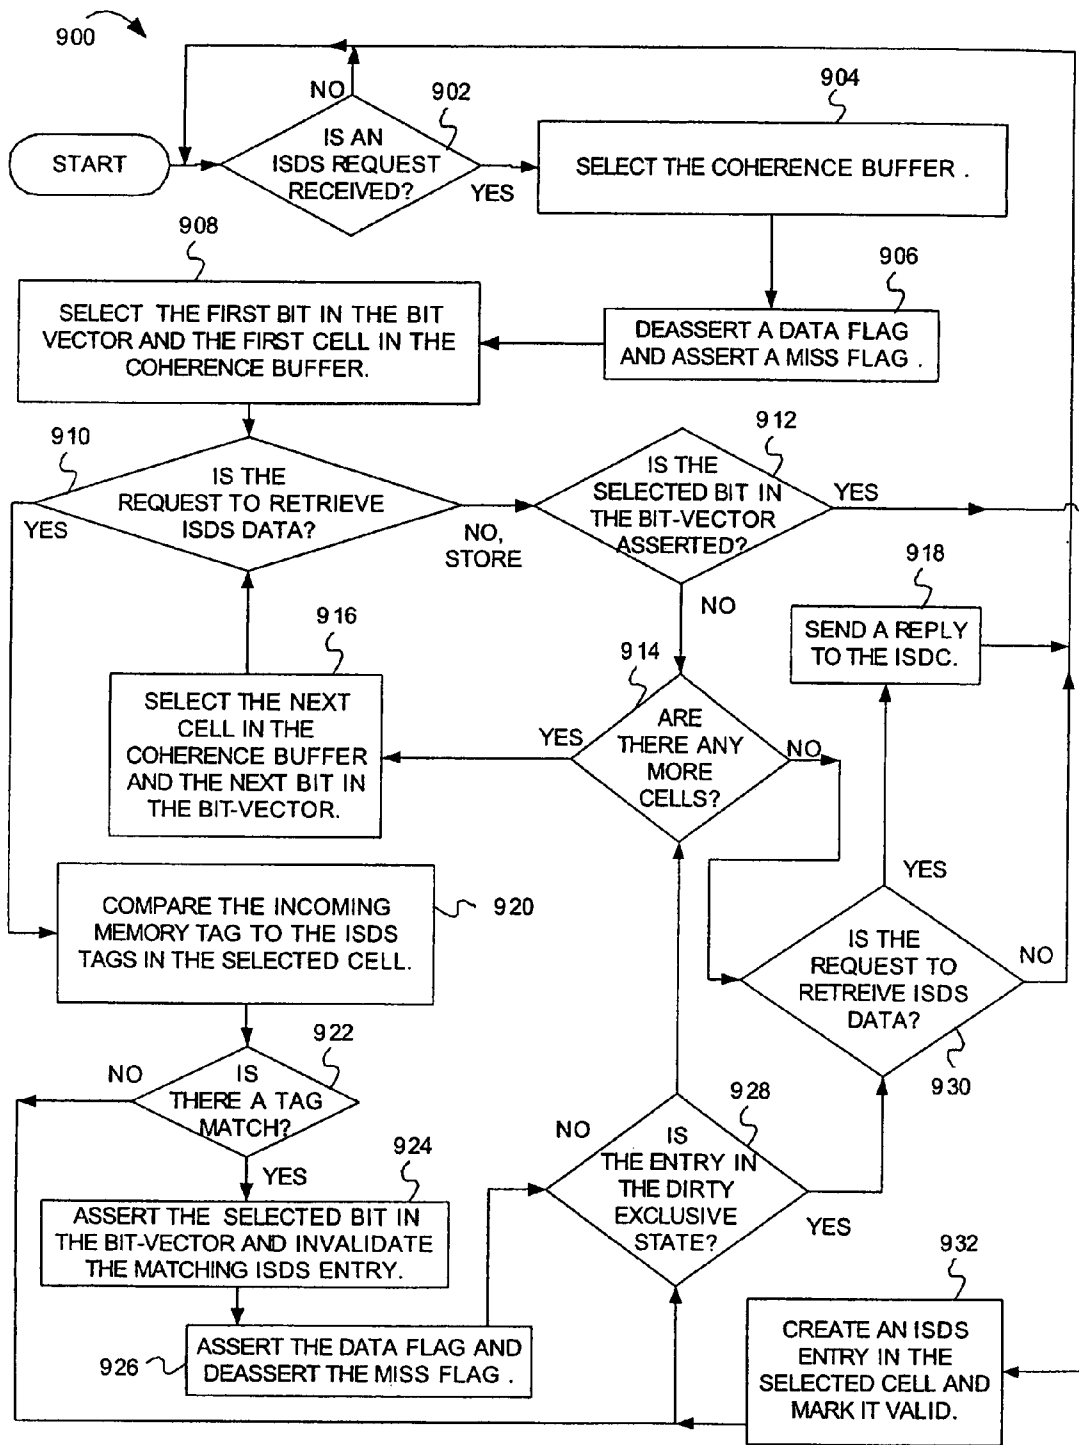 900
NO
902
904
START
IS AN
ISDS REQUEST
RECEIVED?
YES
SELECT THE COHERENCE BUFFER .
908
906
SELECT THE FIRST BIT IN THE BIT
VECTOR AND THE FIRST CELL IN THE
COHERENCE BUFFER.
DEASSERT A DATA FLAG
AND ASSERT A MISS FLAG .
910
912
IS THE
REQUEST TO RETRIEVE
ISDS DATA?
YES
NO,
STORE
IS THE
SELECTED BIT IN
THE BIT-VECTOR
ASSERTED?
YES
NO
916
914
918
SEND A REPLY
TO THE ISDC.
SELECT THE NEXT
CELL IN THE
COHERENCE BUFFER
AND THE NEXT BIT IN
THE BIT-VECTOR.
YES
ARE
THERE ANY
MORE
CELLS?
NO
COMPARE THE INCOMING
MEMORY TAG TO THE ISDS
TAGS IN THE SELECTED CELL.
920
YES
IS THE
REQUEST TO
RETREIVE ISDS
DATA?
NO
930
922
NO
IS
THERE A TAG
MATCH?
YES
924
928
NO
IS
THE ENTRY IN
THE DIRTY
EXCLUSIVE
STATE?
YES
ASSERT THE SELECTED BIT IN
THE BIT-VECTOR AND INVALIDATE
THE MATCHING ISDS ENTRY.
932
926
ASSERT THE DATA FLAG AND
DEASSERT THE MISS FLAG .
CREATE AN ISDS
ENTRY IN THE
SELECTED CELL AND
MARK IT VALID.